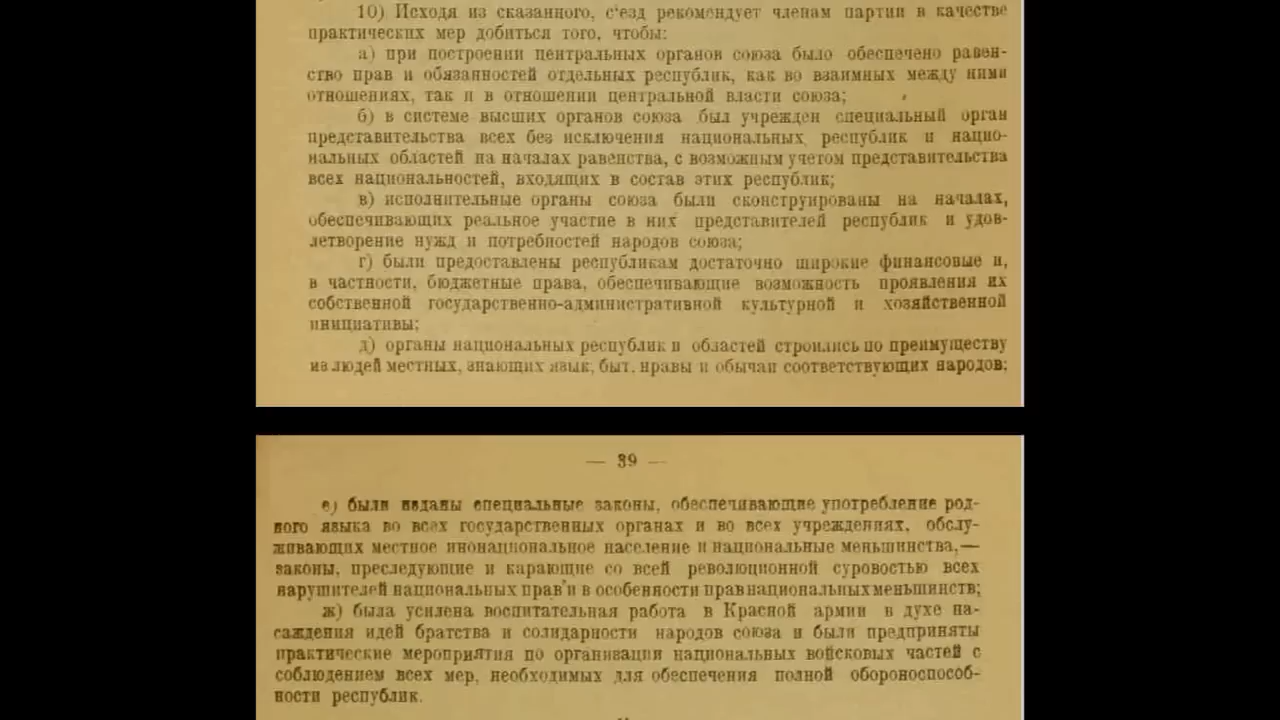 10) Исходя из сказанного, с'езд рекомендует членам партии в качестве
практических мер добиться того, чтобы:
а) при построении центральных органов союза было обеспечено равен-
ство прав и обязанностей отдельных республик, как во взаимных между ними
отношениях, так и в отношении центральной власти союза;
б) в системе высших органов союза был учрежден специальный орган
представительства всех без исключения национальных республик и нацио-
нальных областей на началах равенства, с возможным учетом представительства
всех национальностей, входящих в состав этих республик;
в) исполнительные органы союза были сконструированы на началах,
обеспечивающих реальное участие в них представителей республик и удов-
летворение нужд и потребностей народов союза;
г) были предоставлены республикам достаточно широкие финансовые и,
в частности, бюджетные права, обеспечивающие возможность проявления их
собственной государственно-административной культурной и хозяйственной
инициативы;
д) органы национальных республик и областей строились по преимуществу
из людей местных, знающих язык, быт, нравы и обычаи соответствующих народов;
— 39 —
е) были изданы специальные законы, обеспечивающие употребление род-
ного языка во всех государственных органах и во всех учреждениях, обслу-
живающих местное инонациональное население и национальные меньшинства,—
законы, преследующие и карающие со всей революционной суровостью всех
нарушителей национальных прав и в особенности прав национальных меньшинств;
ж) была усилена воспитательная работа в Красной армии в духе на-
саждения идей братства и солидарности народов союза и были предприняты
практические мероприятия по организации национальных войсковых частей с
соблюдением всех мер, необходимых для обеспечения полной обороноспособ-
ности республик.